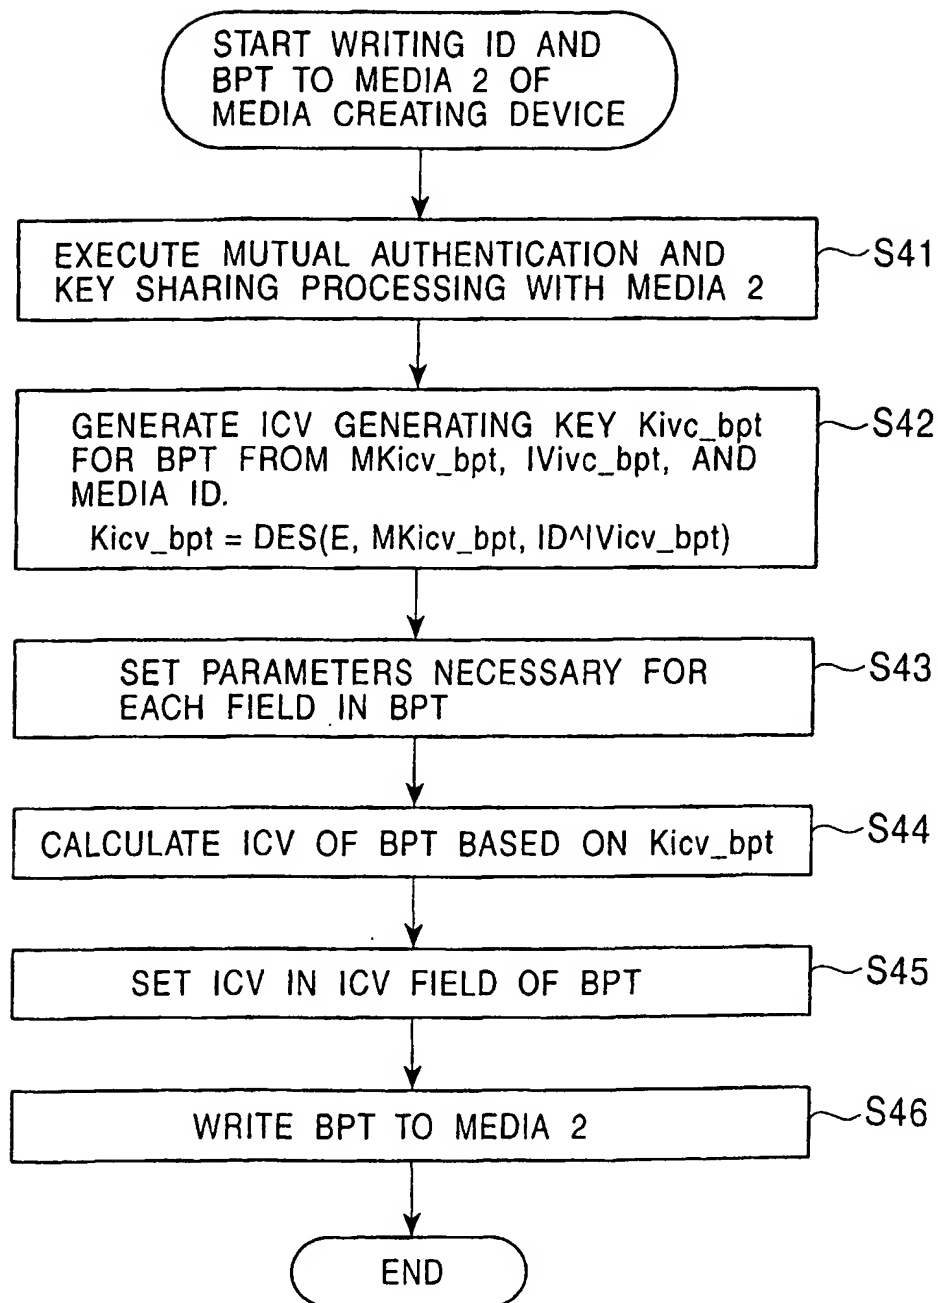 START WRITING ID AND
BPT TO MEDIA 2 OF
MEDIA CREATING DEVICE
EXECUTE MUTUAL AUTHENTICATION AND
KEY SHARING PROCESSING WITH MEDIA 2
S41
GENERATE ICV GENERATING KEY Kivc_bpt
FOR BPT FROM MKicv_bpt, IVivc_bpt, AND
MEDIA ID.
Kicv_bpt = DES(E, MKicv_bpt, ID^IVicv_bpt)
S42
SET PARAMETERS NECESSARY FOR
EACH FIELD IN BPT
S43
CALCULATE ICV OF BPT BASED ON Kicv_bpt
S44
SET ICV IN ICV FIELD OF BPT
S45
WRITE BPT TO MEDIA 2
S46
END